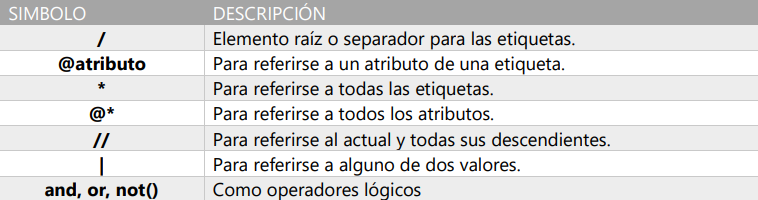 SIMBOLO DESCRIPCIÓN
/ Elemento raíz o separador para las etiquetas.
@atributo Para referirse a un atributo de una etiqueta.
* Para referirse a todas las etiquetas.
@* Para referirse a todos los atributos.
// Para referirse al actual y todas sus descendientes.
| Para referirse a alguno de dos valores.
and, or, not() Como operadores lógicos